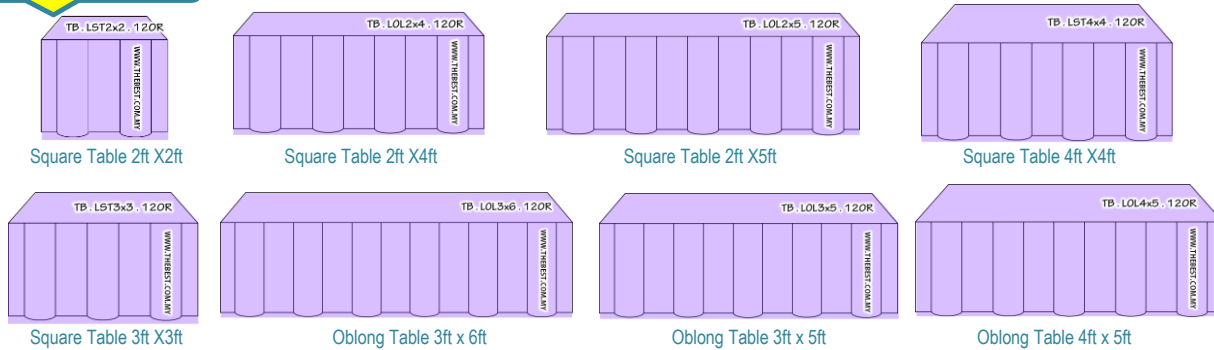 TB. LST2x2 . 120R
WWW.THEBEST.COM.MY
Square Table 2ft X2ft
TB. LOL2x4 . 120R
WWW.THEBEST.COM.MY
Square Table 2ft X4ft
TB. LOL2x5 . 120R
WWW.THEBEST.COM.MY
Square Table 2ft X5ft
TB. LST4x4 . 120R
WWW.THEBEST.COM.MY
Square Table 4ft X4ft
TB. LST3x3 . 120R
WWW.THEBEST.COM.MY
Square Table 3ft X3ft
TB. LOL3x6 . 120R
WWW.THEBEST.COM.MY
Oblong Table 3ft x 6ft
TB. LOL3x5 . 120R
WWW.THEBEST.COM.MY
Oblong Table 3ft x 5ft
TB. LOL4x5 . 120R
WWW.THEBEST.COM.MY
Oblong Table 4ft x 5ft